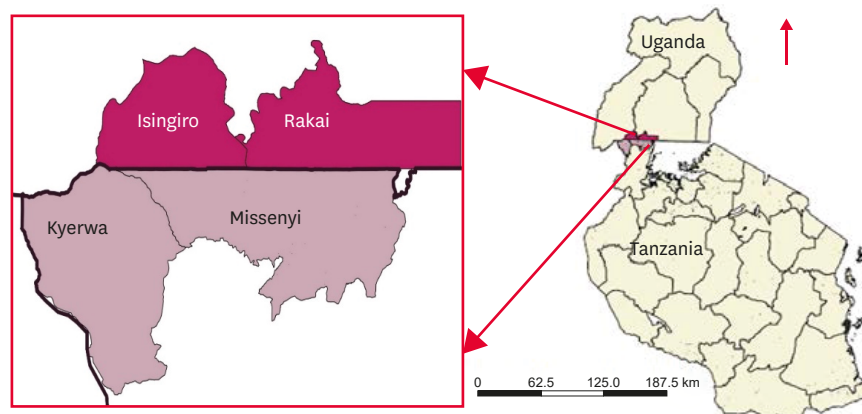 Isingiro
Rakai
Kyerwa
Missenyi
Uganda
Tanzania
0 62.5 125.0 187.5 km